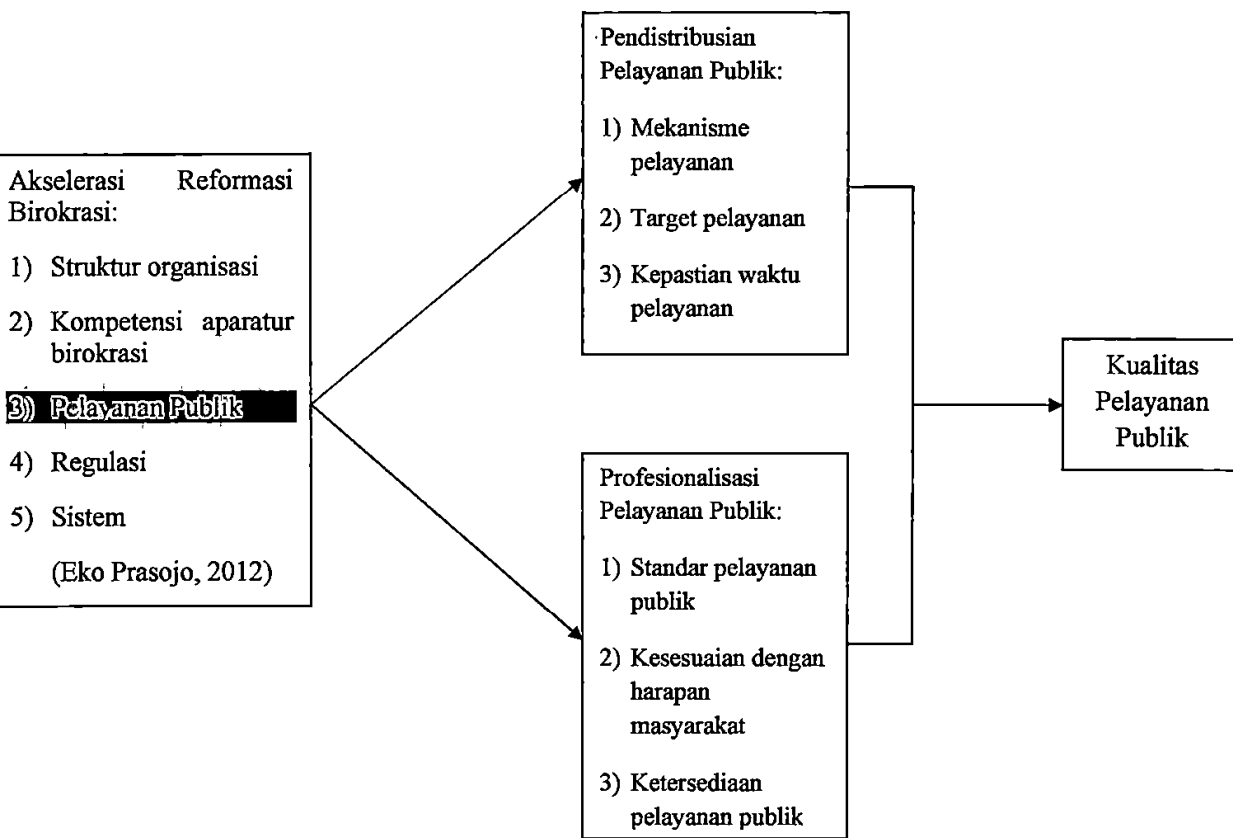 Akselerasi Reformasi
Birokrasi:
1) Struktur organisasi
2) Kompetensi aparatur
birokrasi
3) Pelayanan Publik
4) Regulasi
5) Sistem
(Eko Prasojo, 2012)
Pendistribusian
Pelayanan Publik:
1) Mekanisme
pelayanan
2) Target pelayanan
3) Kepastian waktu
pelayanan
Profesionalisasi
Pelayanan Publik:
1) Standar pelayanan
publik
2) Kesesuaian dengan
harapan
masyarakat
3) Ketersediaan
pelayanan publik
Kualitas
Pelayanan
Publik